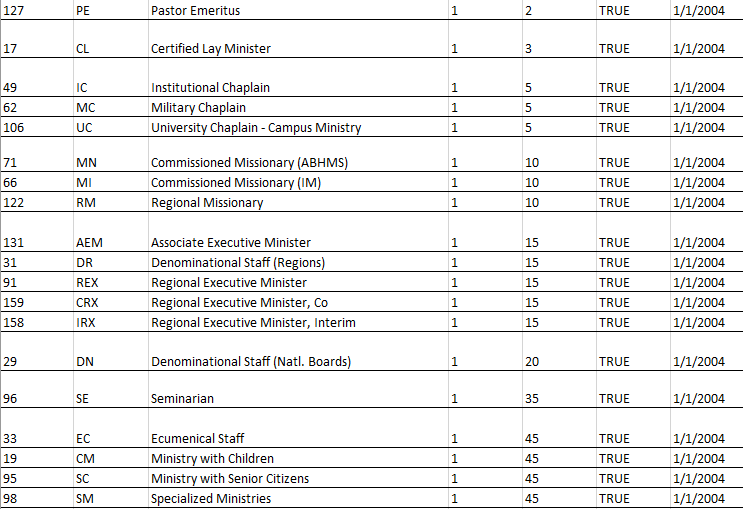 127 PE Pastor Emeritus 1 2 TRUE 1/1/2004
17 CL Certified Lay Minister 1 3 TRUE 1/1/2004
49 IC Institutional Chaplain 1 5 TRUE 1/1/2004
62 MC Military Chaplain 1 5 TRUE 1/1/2004
106 UC University Chaplain - Campus Ministry 1 5 TRUE 1/1/2004
71 MN Commissioned Missionary (ABHMS) 1 10 TRUE 1/1/2004
66 MI Commissioned Missionary (IM) 1 10 TRUE 1/1/2004
122 RM Regional Missionary 1 10 TRUE 1/1/2004
131 AEM Associate Executive Minister 1 15 TRUE 1/1/2004
31 DR Denominational Staff (Regions) 1 15 TRUE 1/1/2004
91 REX Regional Executive Minister 1 15 TRUE 1/1/2004
159 CRX Regional Executive Minister, Co 1 15 TRUE 1/1/2004
158 IRX Regional Executive Minister, Interim 1 15 TRUE 1/1/2004
29 DN Denominational Staff (Natl. Boards) 1 20 TRUE 1/1/2004
96 SE Seminarian 1 35 TRUE 1/1/2004
33 EC Ecumenical Staff 1 45 TRUE 1/1/2004
19 CM Ministry with Children 1 45 TRUE 1/1/2004
95 SC Ministry with Senior Citizens 1 45 TRUE 1/1/2004
98 SM Specialized Ministries 1 45 TRUE 1/1/2004